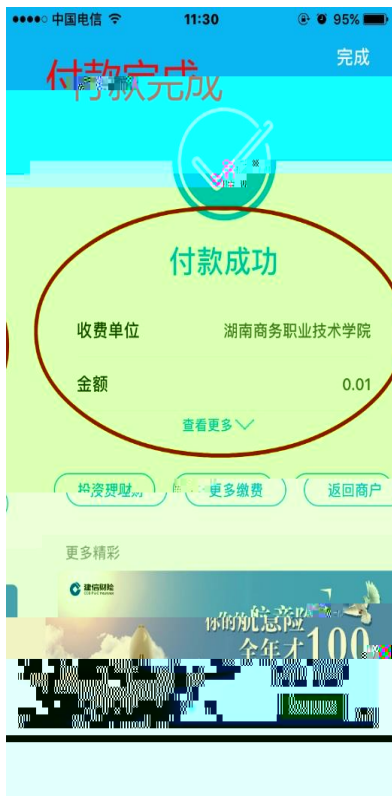 中国电信 11:30 95%
完成
付款完成
付款成功
收费单位 湖南商务职业技术学院
金额 0.01
查看更多
投资理财 更多缴费 返回商户
更多精彩
建信财险
你的航意险
全年才100